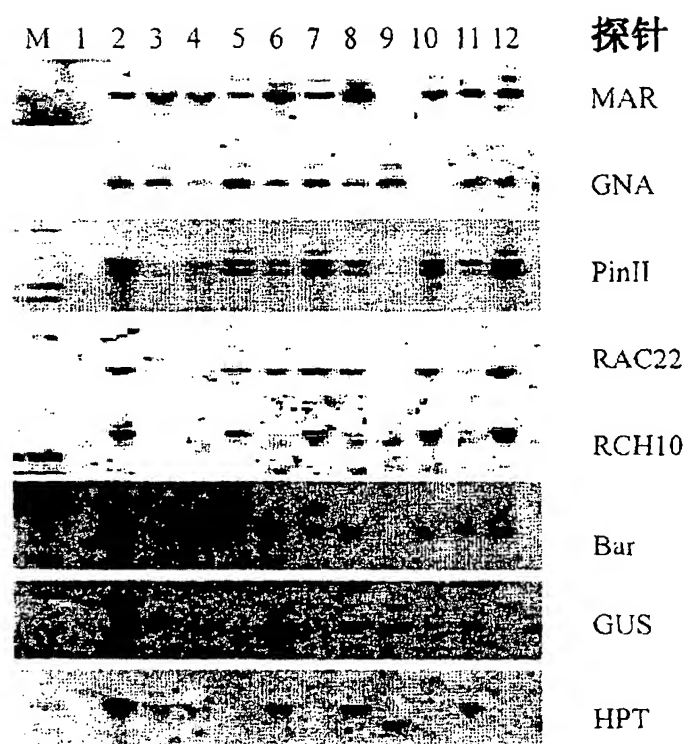 M 1 2 3 4 5 6 7 8 9 10 11 12 探针
MAR
GNA
PinII
RAC22
RCH10
Bar
GUS
HPT